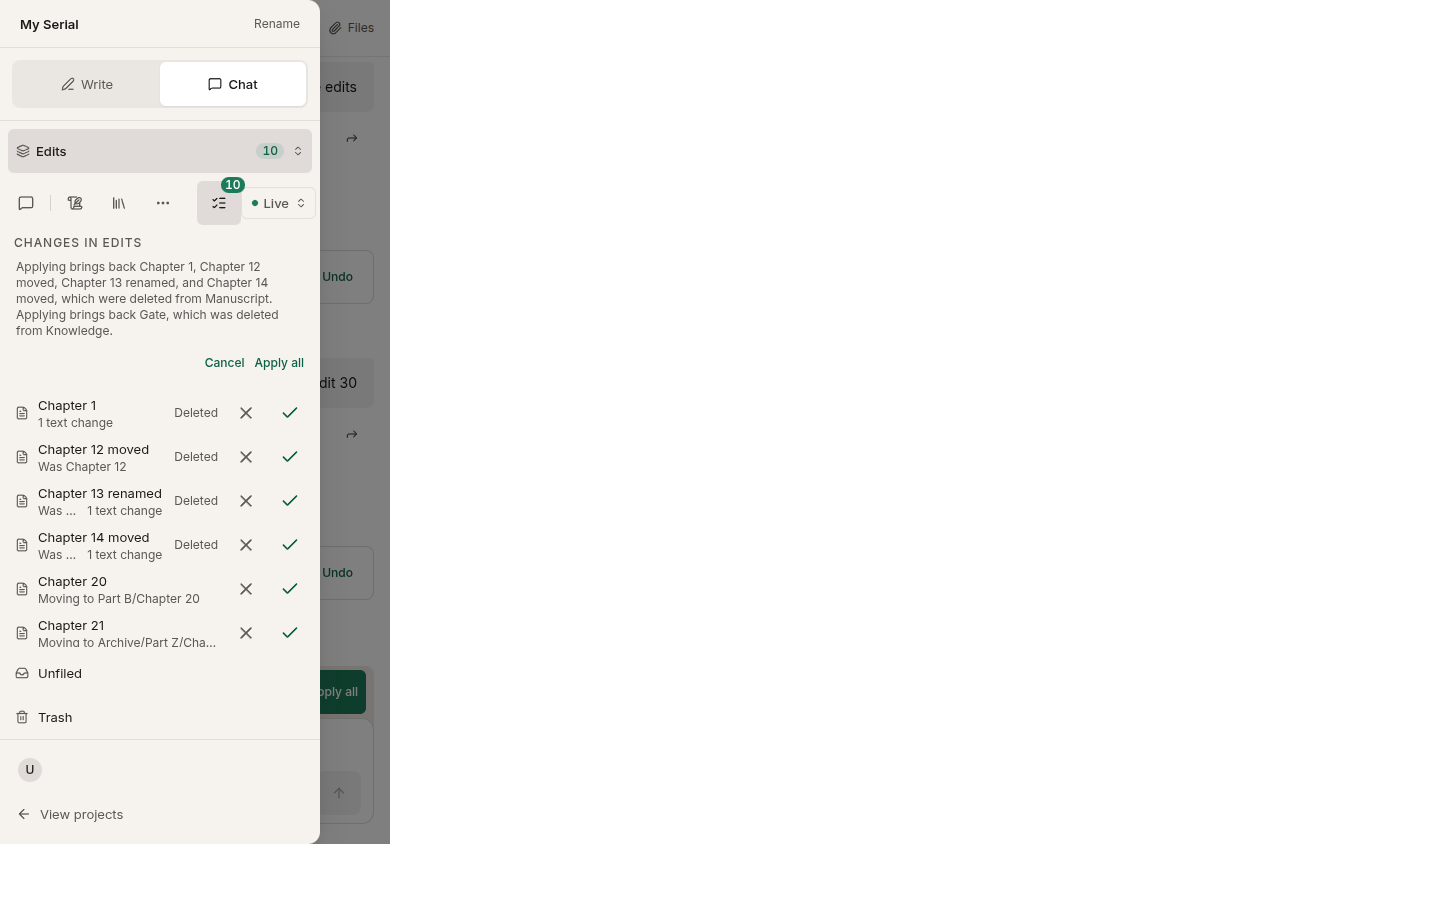 My Serial
Rename
Files
Write
Chat
edits
Edits
10
10
Live
CHANGES IN EDITS
Applying brings back Chapter 1, Chapter 12
moved, Chapter 13 renamed, and Chapter 14
moved, which were deleted from Manuscript.
Applying brings back Gate, which was deleted
from Knowledge.
Undo
Cancel
Apply all
dit 30
Chapter 1
1 text change
Deleted
Chapter 12 moved
Was Chapter 12
Deleted
Chapter 13 renamed
Was ... 1 text change
Deleted
Chapter 14 moved
Was ... 1 text change
Deleted
Undo
Chapter 20
Moving to Part B/Chapter 20
Chapter 21
Moving to Archive/Part Z/Cha...
Unfiled
pply all
Trash
U
View projects